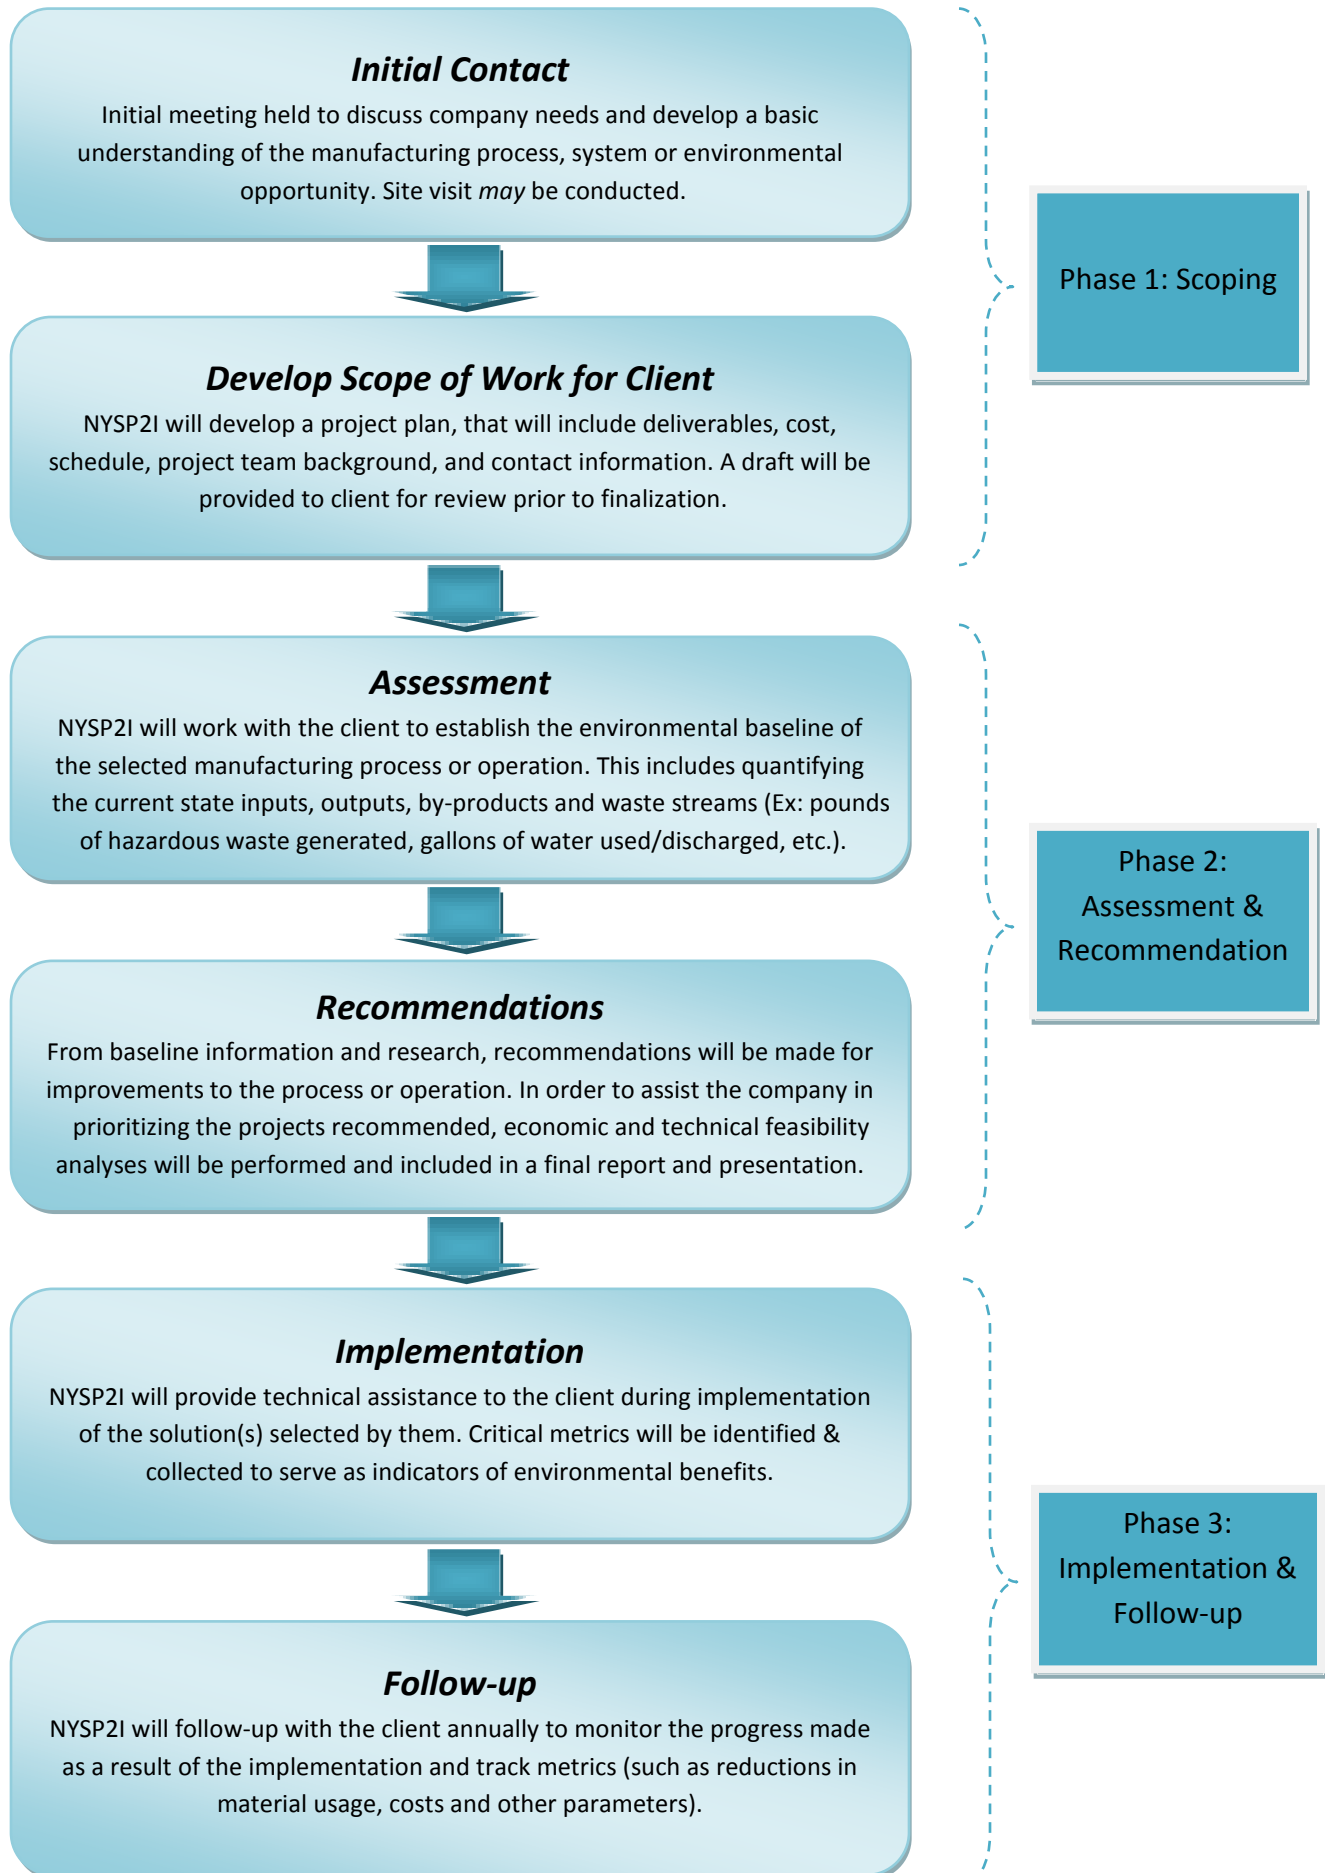 Initial Contact
Initial meeting held to discuss company needs and develop a basic
understanding of the manufacturing process, system or environmental
opportunity. Site visit may be conducted.
Phase 1: Scoping
Develop Scope of Work for Client
NYSP2I will develop a project plan, that will include deliverables, cost,
schedule, project team background, and contact information. A draft will be
provided to client for review prior to finalization.
Assessment
NYSP2I will work with the client to establish the environmental baseline of
the selected manufacturing process or operation. This includes quantifying
the current state inputs, outputs, by-products and waste streams (Ex: pounds
of hazardous waste generated, gallons of water used/discharged, etc.).
Phase 2:
Assessment &
Recommendation
Recommendations
From baseline information and research, recommendations will be made for
improvements to the process or operation. In order to assist the company in
prioritizing the projects recommended, economic and technical feasibility
analyses will be performed and included in a final report and presentation.
Implementation
NYSP2I will provide technical assistance to the client during implementation
of the solution(s) selected by them. Critical metrics will be identified &
collected to serve as indicators of environmental benefits.
Phase 3:
Implementation &
Follow-up
Follow-up
NYSP2I will follow-up with the client annually to monitor the progress made
as a result of the implementation and track metrics (such as reductions in
material usage, costs and other parameters).